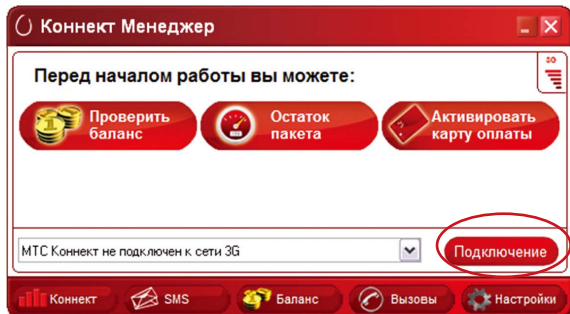 Коннект Менеджер
Перед началом работы вы можете:
Проверить баланс
Остаток пакета
Активировать карту оплаты
МТС Коннект не подключен к сети 3G
Подключение
Коннект SMS Баланс Вызовы Настройки